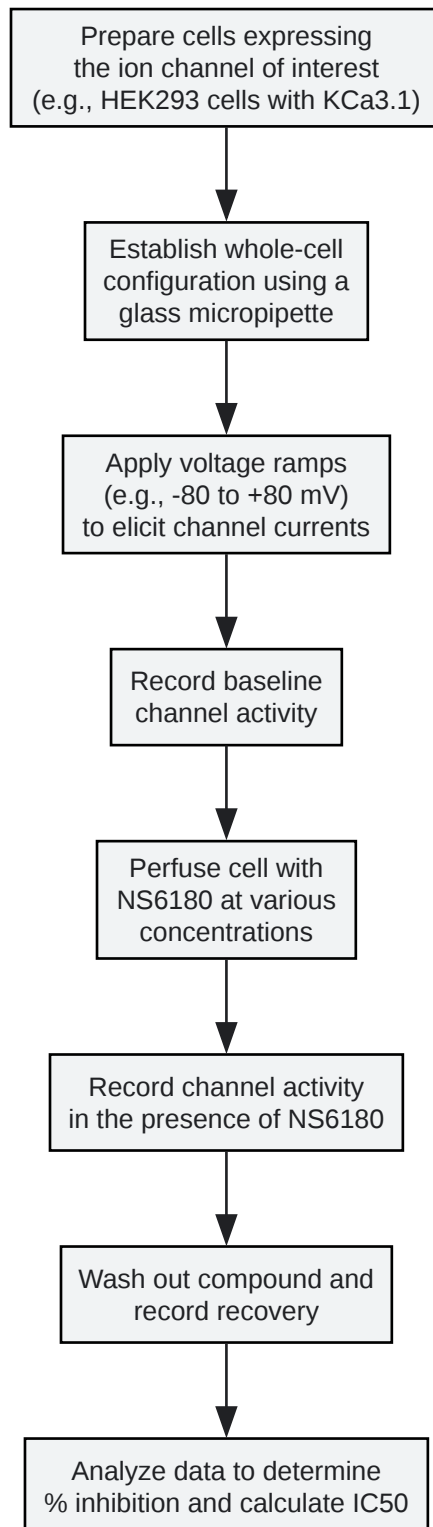 Prepare cells expressing
the ion channel of interest
(e.g., HEK293 cells with KCa3.1)
Establish whole-cell
configuration using a
glass micropipette
Apply voltage ramps
(e.g., -80 to +80 mV)
to elicit channel currents
Record baseline
channel activity
Perfuse cell with
NS6180 at various
concentrations
Record channel activity
in the presence of NS6180
Wash out compound and
record recovery
Analyze data to determine
% inhibition and calculate IC50